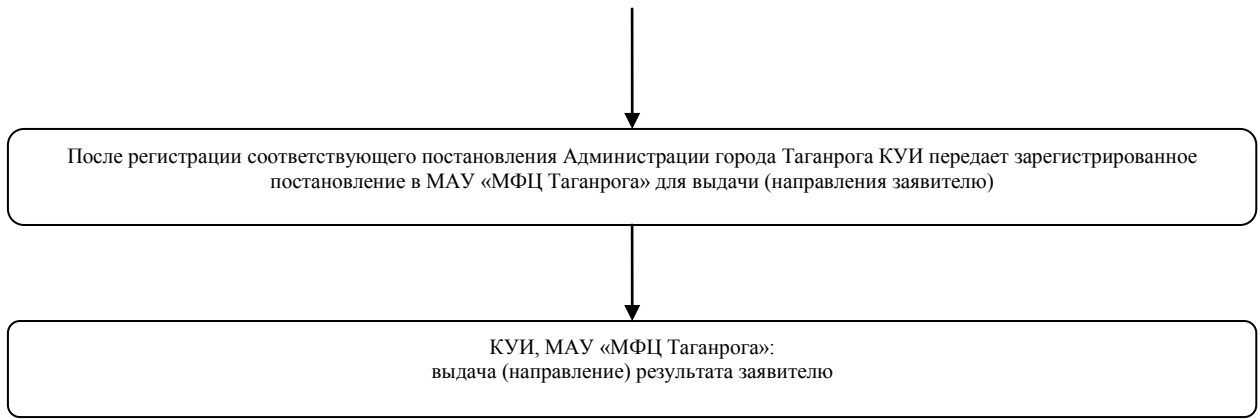 После регистрации соответствующего постановления Администрации города Таганрога КУИ передает зарегистрированное
постановление в МАУ «МФЦ Таганрога» для выдачи (направления заявителю)
КУИ, МАУ «МФЦ Таганрога»:
выдача (направление) результата заявителю